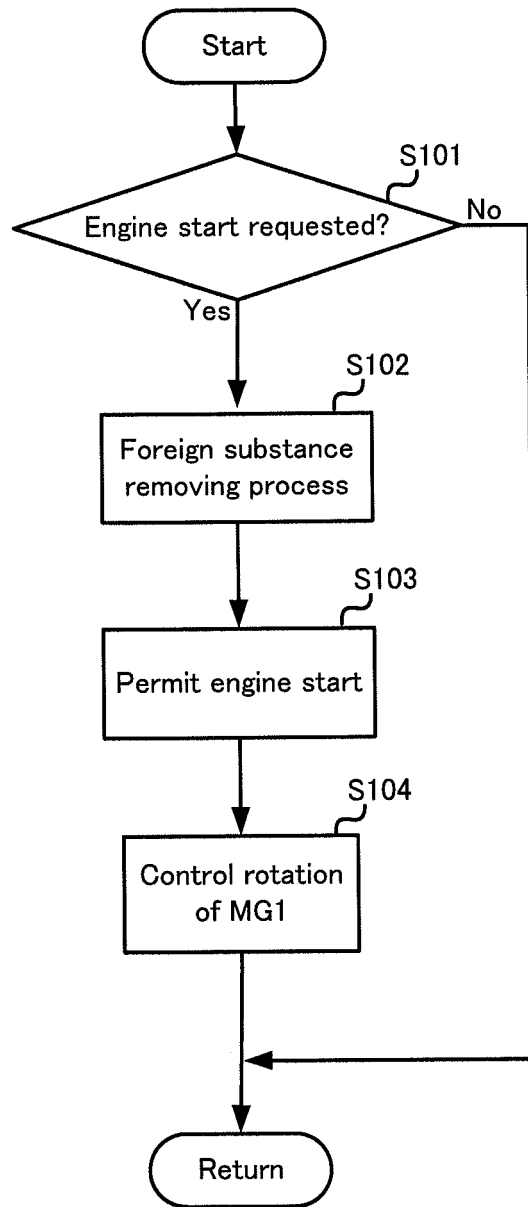 Start
S101
Engine start requested?
No
Yes
S102
Foreign substance
removing process
S103
Permit engine start
S104
Control rotation
of MG1
Return